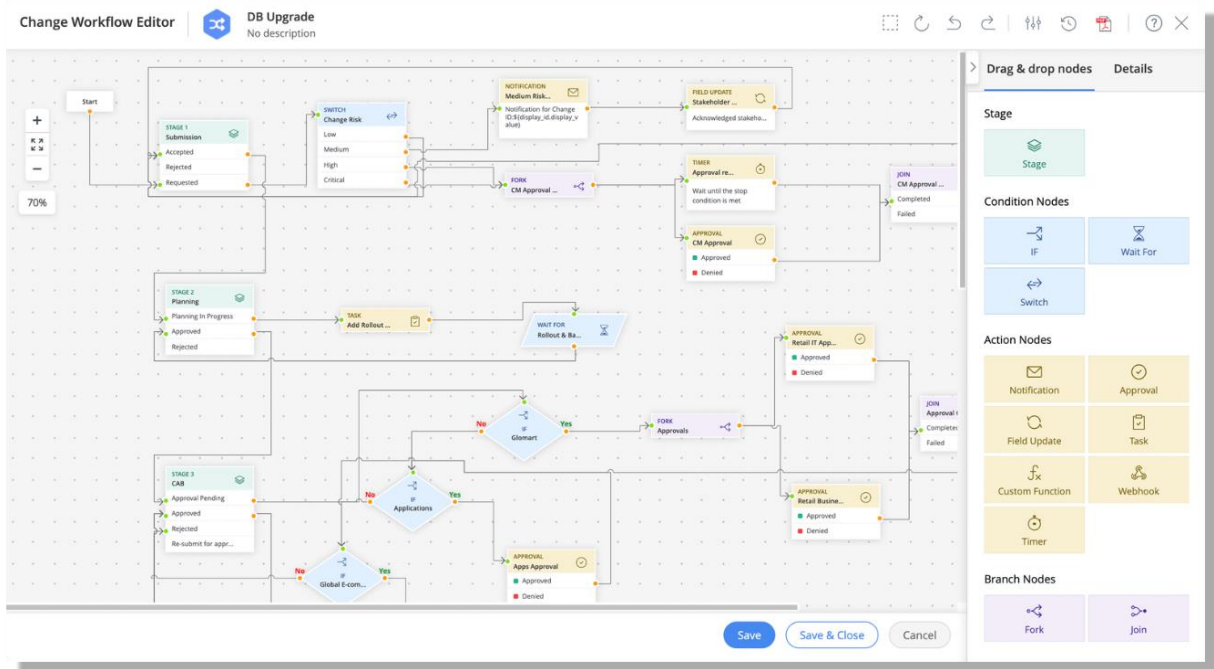 Change Workflow Editor
DB Upgrade
No description
Drag & drop nodes
Details
70%
Start
STAGE 1
Submission
Accepted
Rejected
Requested
SWITCH
Change Risk
Low
Medium
High
Critical
NOTIFICATION
Medium Risk...
Notification for Change
ID:${display_id.display_v
alue}
FIELD UPDATE
Stakeholder ...
Acknowledged stakeho...
FORK
CM Approval ...
TIMER
Approval re...
Wait until the stop
condition is met
APPROVAL
CM Approval
Approved
Denied
JOIN
CM Approval ...
Completed
Failed
STAGE 2
Planning
Planning In Progress
Approved
Rejected
TASK
Add Rollout ...
WAIT FOR
Rollout & Ba...
APPROVAL
Retail IT App...
Approved
Denied
No
IF
Glomart
Yes
FORK
Approvals
JOIN
Completed
Failed
STAGE 3
CAB
Approval Pending
Approved
Rejected
Re-submit for appr...
No
IF
Applications
Yes
APPROVAL
Retail Busine...
Approved
Denied
No
IF
Global E-com...
Yes
APPROVAL
Apps Approval
Approved
Denied
Stage
Stage
Condition Nodes
IF
Wait For
Switch
Action Nodes
Notification
Approval
Field Update
Task
Custom Function
Webhook
Timer
Branch Nodes
Fork
Join
Save
Save & Close
Cancel